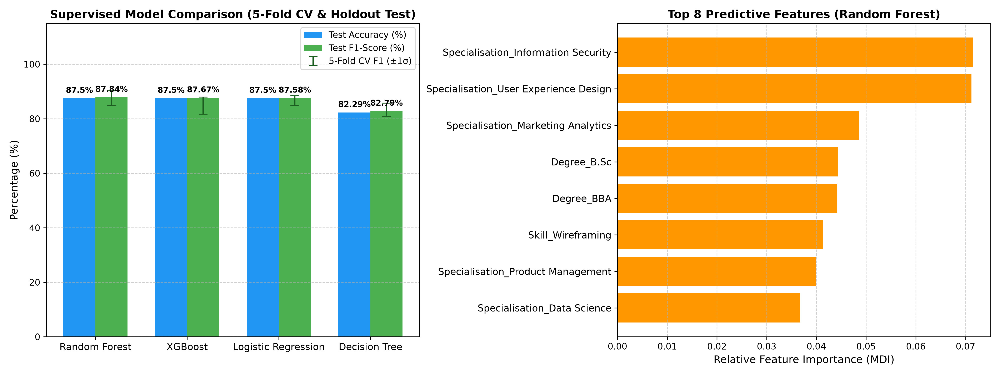 Supervised Model Comparison (5-Fold CV & Holdout Test)
Test Accuracy (%)
Test F1-Score (%)
5-Fold CV F1 (±1σ)
Percentage (%)
100
80
60
40
20
0
87.5%
87.84%
87.5%
87.67%
87.5%
87.58%
82.29%
82.79%
Random Forest
XGBoost
Logistic Regression
Decision Tree
Top 8 Predictive Features (Random Forest)
Specialisation_Information Security
Specialisation_User Experience Design
Specialisation_Marketing Analytics
Degree_B.Sc
Degree_BBA
Skill_Wireframing
Specialisation_Product Management
Specialisation_Data Science
0.00
0.01
0.02
0.03
0.04
0.05
0.06
0.07
Relative Feature Importance (MDI)